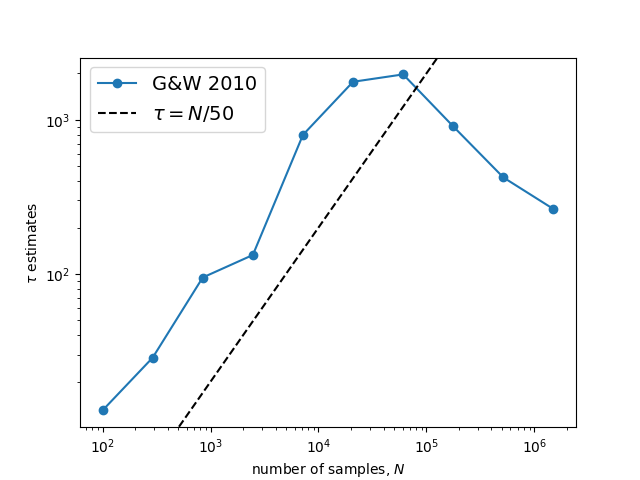 G&W 2010
τ = N/50
10³
10²
τ estimates
10² 10³ 10⁴ 10⁵ 10⁶
number of samples, N